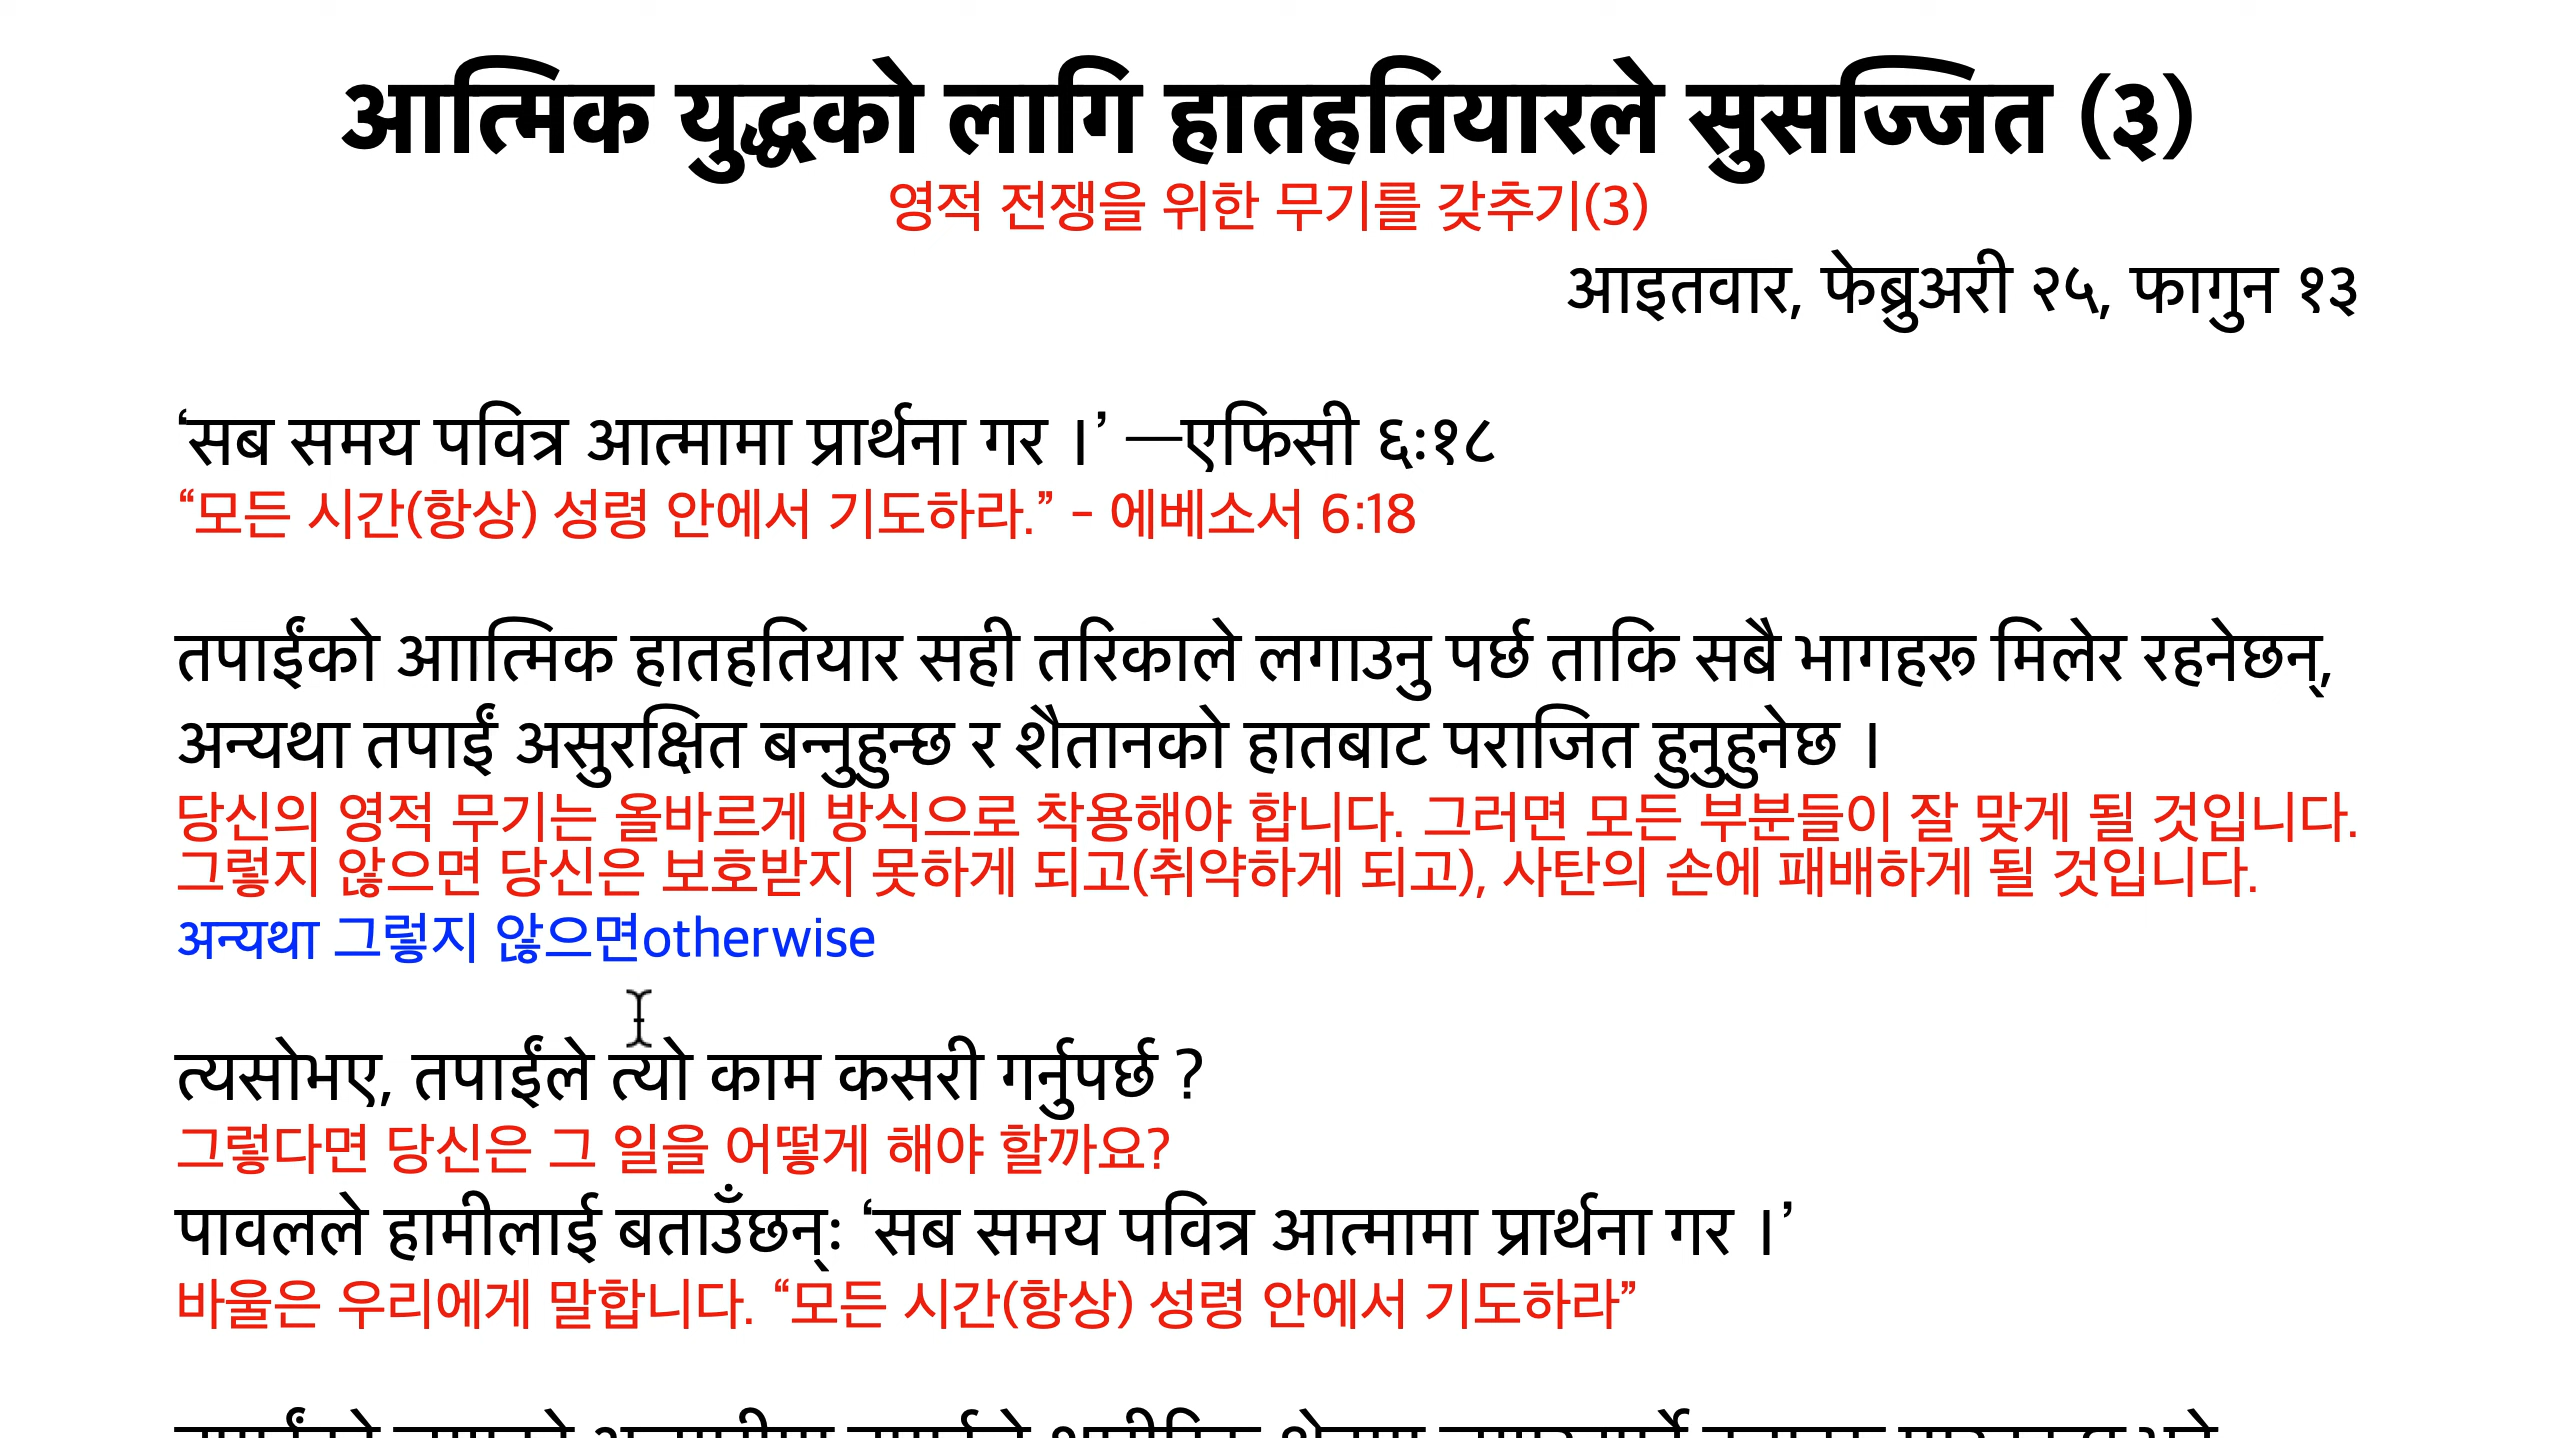 आत्मिक युद्धको लागि हातहतियारले सुसज्जित (३)
영적 전쟁을 위한 무기를 갖추기(3)
आइतवार, फेब्रुअरी २५, फागुन १३
‘सब समय पवित्र आत्मामा प्रार्थना गर ।’ —एफिसी ६ः१८
“모든 시간(항상) 성령 안에서 기도하라.” - 에베소서 6:18
तपाईंको आात्मिक हातहतियार सही तरिकाले लगाउनु पर्छ ताकि सबै भागहरू मिलेर रहनेछन्,
अन्यथा तपाईं असुरक्षित बन्नुहुन्छ र शैतानको हातबाट पराजित हुनुहुनेछ ।
당신의 영적 무기는 올바르게 방식으로 착용해야 합니다. 그러면 모든 부분들이 잘 맞게 될 것입니다.
그렇지 않으면 당신은 보호받지 못하게 되고(취약하게 되고), 사탄의 손에 패배하게 될 것입니다.
अन्यथा 그렇지 않으면otherwise
त्यसोभए, तपाईंले त्यो काम कसरी गर्नुपर्छ ?
그렇다면 당신은 그 일을 어떻게 해야 할까요?
पावलले हामीलाई बताउँछन्ः ‘सब समय पवित्र आत्मामा प्रार्थना गर ।’
바울은 우리에게 말합니다. “모든 시간(항상) 성령 안에서 기도하라”